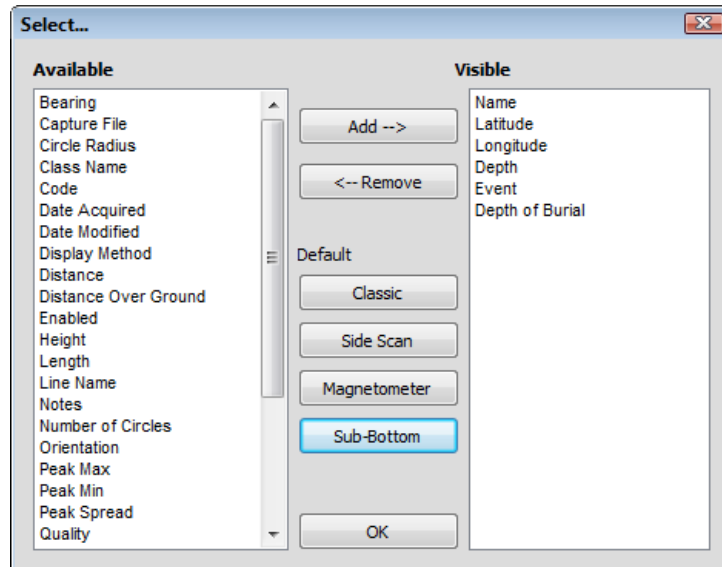 Select...
Available
Bearing
Capture File
Circle Radius
Class Name
Code
Date Acquired
Date Modified
Display Method
Distance
Distance Over Ground
Enabled
Height
Length
Line Name
Notes
Number of Circles
Orientation
Peak Max
Peak Min
Peak Spread
Quality
Add -->
<-- Remove
Default
Classic
Side Scan
Magnetometer
Sub-Bottom
OK
Visible
Name
Latitude
Longitude
Depth
Event
Depth of Burial